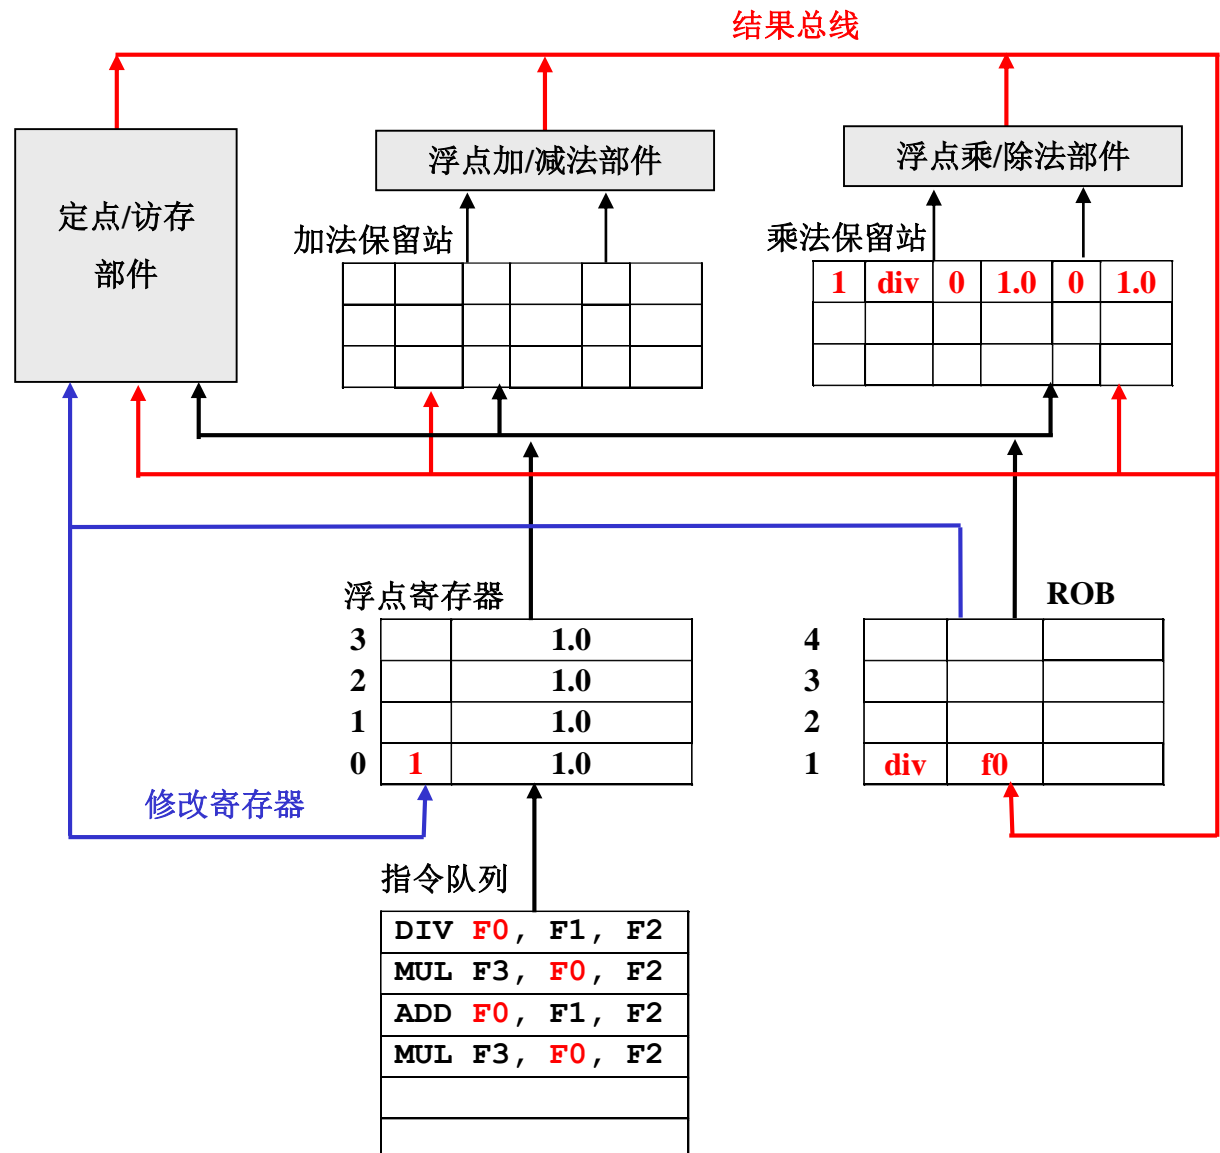 结果总线
定点/访存
部件
浮点加/减法部件
浮点乘/除法部件
加法保留站
乘法保留站
1 div 0 1.0 0 1.0
浮点寄存器
3 1.0
2 1.0
1 1.0
0 1 1.0
ROB
4
3
2
1 div f0
修改寄存器
指令队列
DIV F0, F1, F2
MUL F3, F0, F2
ADD F0, F1, F2
MUL F3, F0, F2